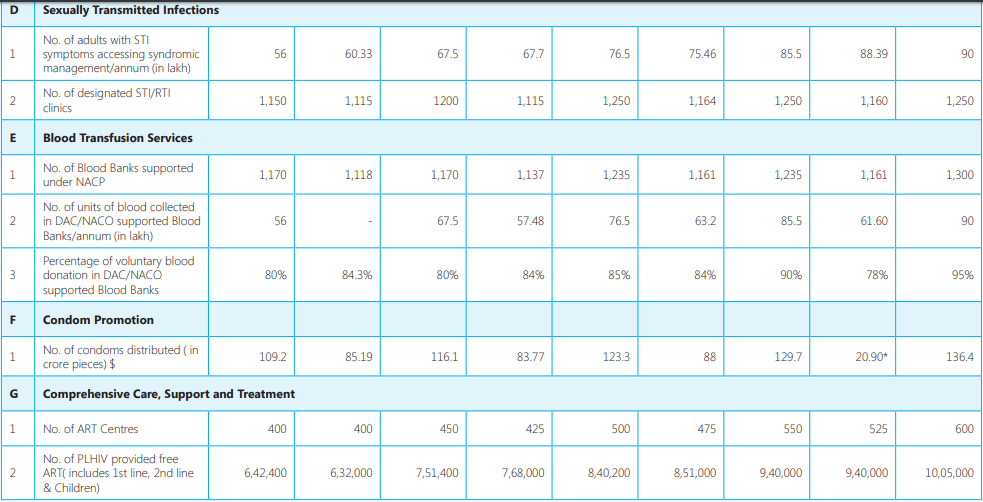 D Sexually Transmitted Infections
1 No. of adults with STI symptoms accessing syndromic management/annum (in lakh) 56 60.33 67.5 67.7 76.5 75.46 85.5 88.39 90
2 No. of designated STI/RTI clinics 1,150 1,115 1200 1,115 1,250 1,164 1,250 1,160 1,250
E Blood Transfusion Services
1 No. of Blood Banks supported under NACP 1,170 1,118 1,170 1,137 1,235 1,161 1,235 1,161 1,300
2 No. of units of blood collected in DAC/NACO supported Blood Banks/annum (in lakh) 56 - 67.5 57.48 76.5 63.2 85.5 61.60 90
3 Percentage of voluntary blood donation in DAC/NACO supported Blood Banks 80% 84.3% 80% 84% 85% 84% 90% 78% 95%
F Condom Promotion
1 No. of condoms distributed ( in crore pieces) $ 109.2 85.19 116.1 83.77 123.3 88 129.7 20.90* 136.4
G Comprehensive Care, Support and Treatment
1 No. of ART Centres 400 400 450 425 500 475 550 525 600
2 No. of PLHIV provided free ART( includes 1st line, 2nd line & Children) 6,42,400 6,32,000 7,51,400 7,68,000 8,40,200 8,51,000 9,40,000 9,40,000 10,05,000